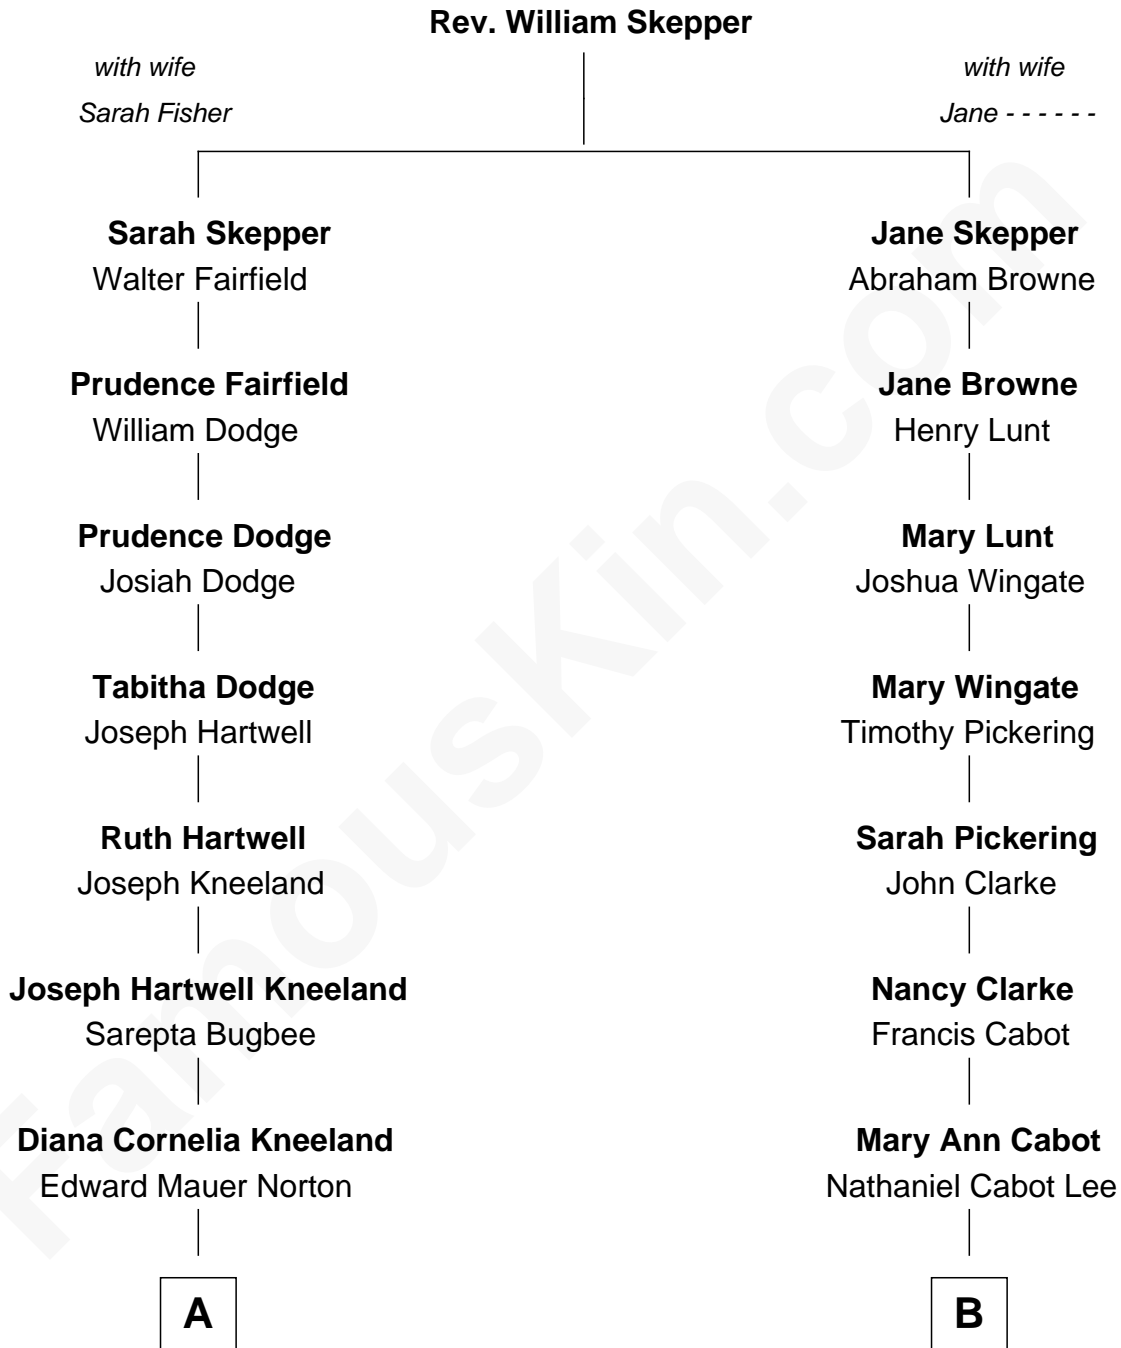 Rev. William Skepper
with wife
Sarah Fisher
with wife
Jane - - - - - -
Sarah Skepper
Walter Fairfield
Jane Skepper
Abraham Browne
Prudence Fairfield
William Dodge
Jane Browne
Henry Lunt
Prudence Dodge
Josiah Dodge
Mary Lunt
Joshua Wingate
Tabitha Dodge
Joseph Hartwell
Mary Wingate
Timothy Pickering
Ruth Hartwell
Joseph Kneeland
Sarah Pickering
John Clarke
Joseph Hartwell Kneeland
Sarepta Bugbee
Nancy Clarke
Francis Cabot
Diana Cornelia Kneeland
Edward Mauer Norton
Mary Ann Cabot
Nathaniel Cabot Lee
A
B
FamousKin.com